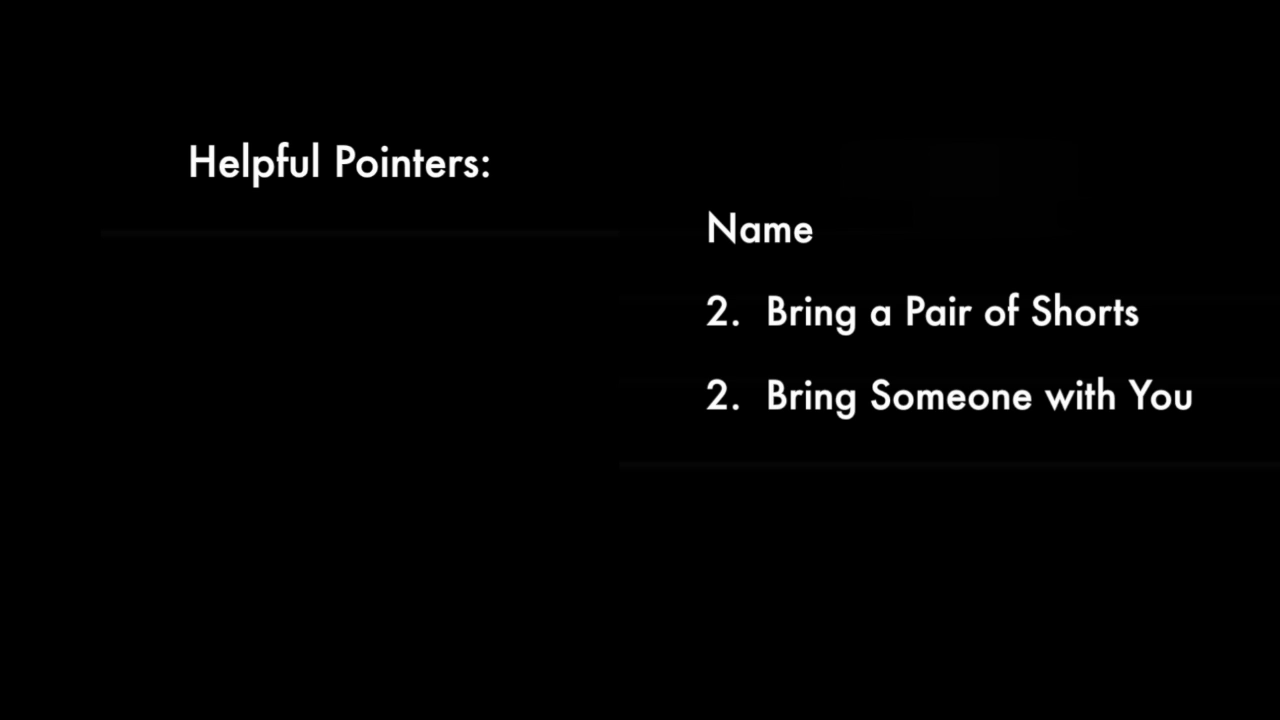 Helpful Pointers:
Name
2. Bring a Pair of Shorts
2. Bring Someone with You